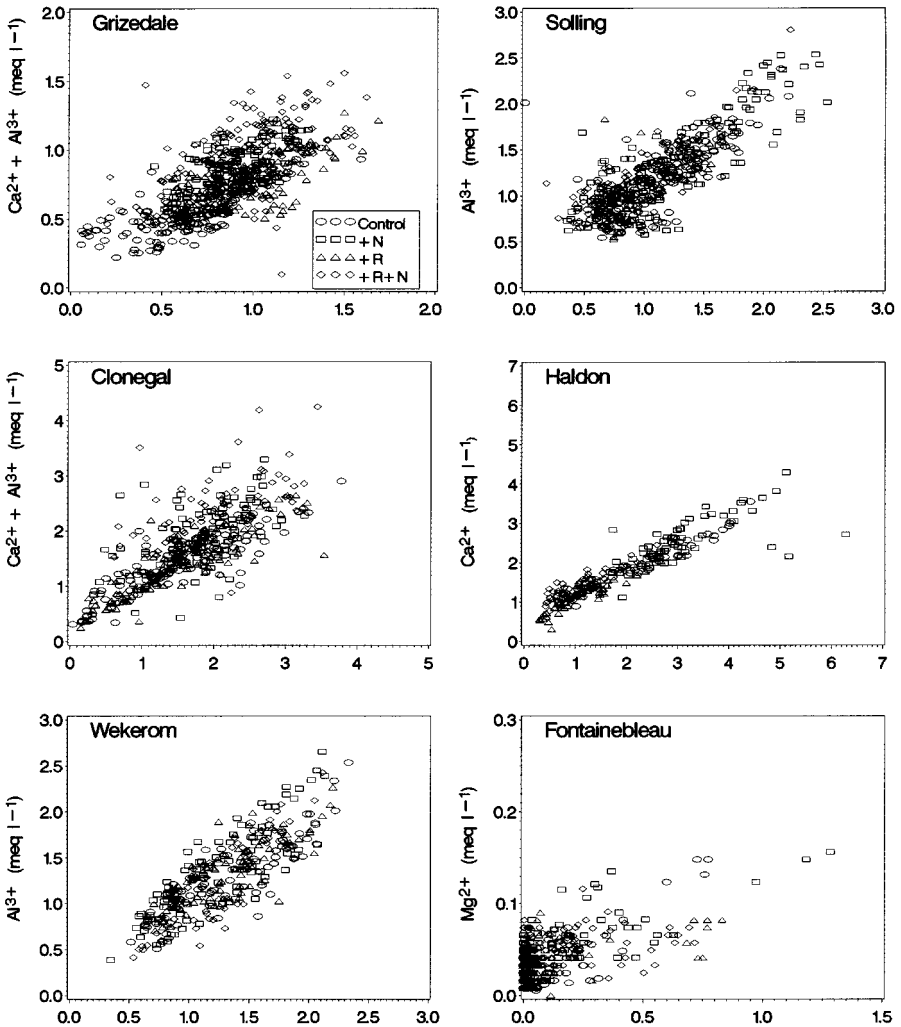 Grizedale
Ca2+ + Al3+ (meq l−1)
2.0
1.5
1.0
0.5
0.0
0.0 0.5 1.0 1.5 2.0
Control
+N
+R
+R+N
Solling
Al3+ (meq l−1)
3.0
2.5
2.0
1.5
1.0
0.5
0.0
0.0 0.5 1.0 1.5 2.0 2.5 3.0
Clonegal
Ca2+ + Al3+ (meq l−1)
5
4
3
2
1
0
0 1 2 3 4 5
Haldon
Ca2+ (meq l−1)
7
6
5
4
3
2
1
0
0 1 2 3 4 5 6 7
Wekerom
Al3+ (meq l−1)
3.0
2.5
2.0
1.5
1.0
0.5
0.0
0.0 0.5 1.0 1.5 2.0 2.5 3.0
Fontainebleau
Mg2+ (meq l−1)
0.3
0.2
0.1
0.0
0.0 0.5 1.0 1.5